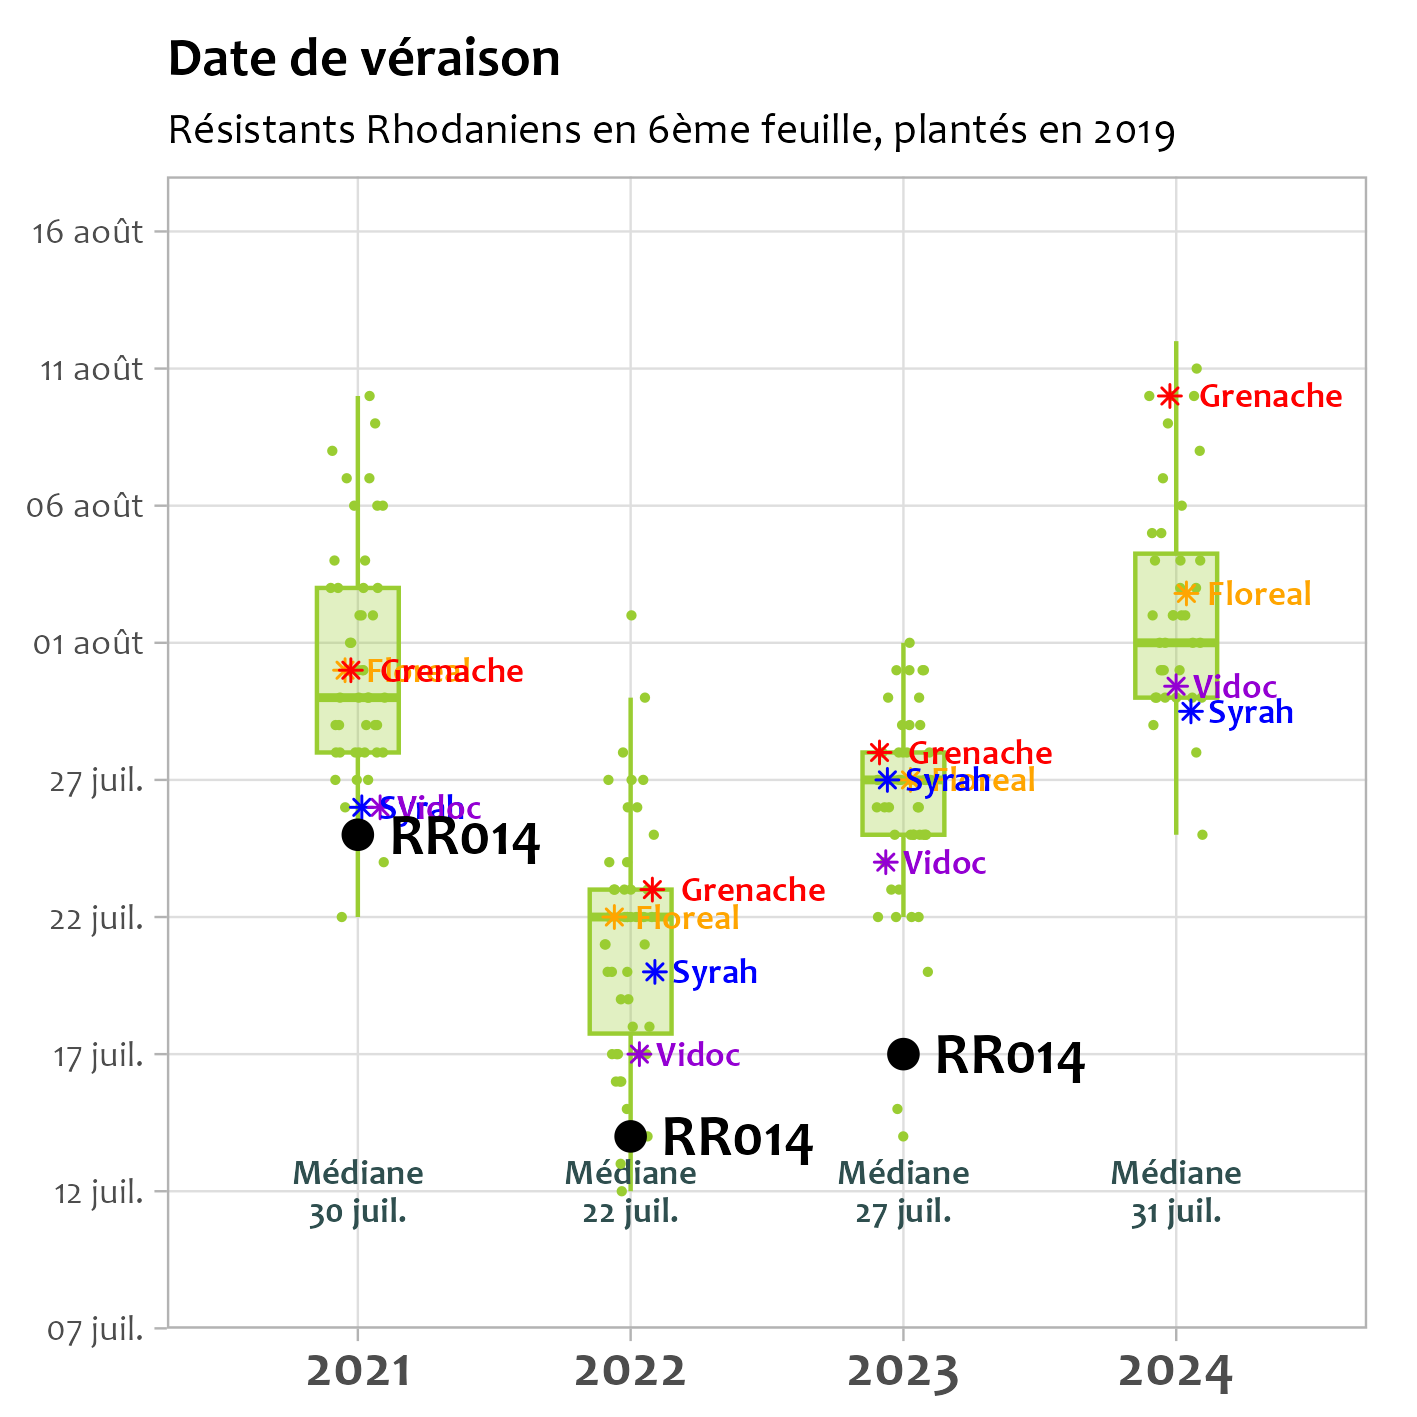 Date de véraison
Résistants Rhodaniens en 6ème feuille, plantés en 2019
16 août
11 août
06 août
01 août
27 juil.
22 juil.
17 juil.
12 juil.
07 juil.
Floreal
Grenache
Syrah
Vidoc
RR014
Médiane
30 juil.
Grenache
Floreal
Syrah
Vidoc
RR014
Médiane
22 juil.
Grenache
Syrah
Floreal
Vidoc
RR014
Médiane
27 juil.
Grenache
Floreal
Vidoc
Syrah
Médiane
31 juil.
2021
2022
2023
2024